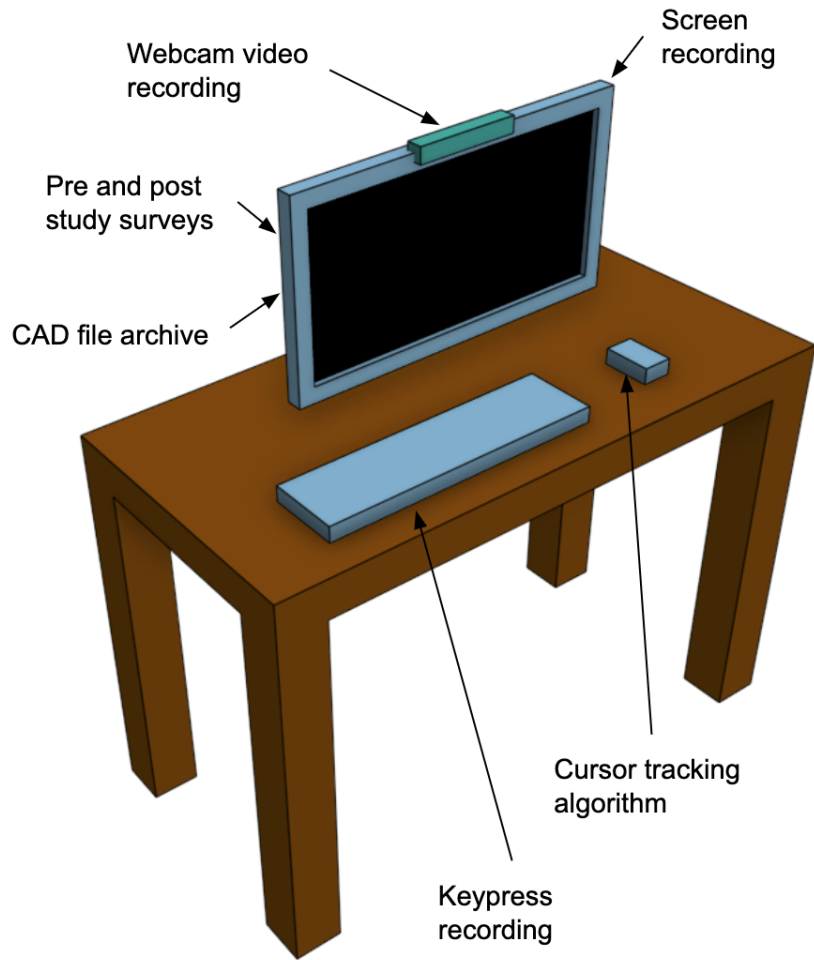 Screen
recording
Webcam video
recording
Pre and post
study surveys
CAD file archive
Cursor tracking
algorithm
Keypress
recording